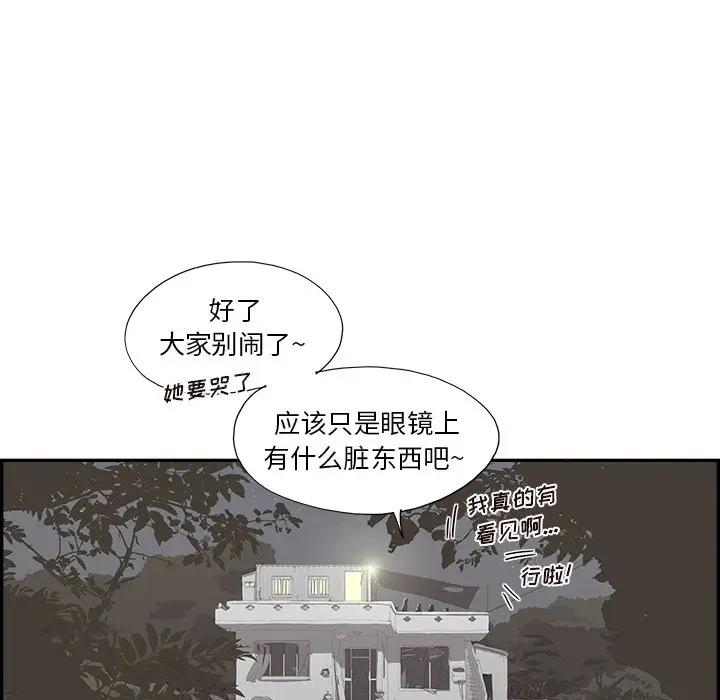 好了
大家别闹了~
她要哭了
应该只是眼镜上
有什么脏东西吧~
我真的有
看见啊...
行啦!